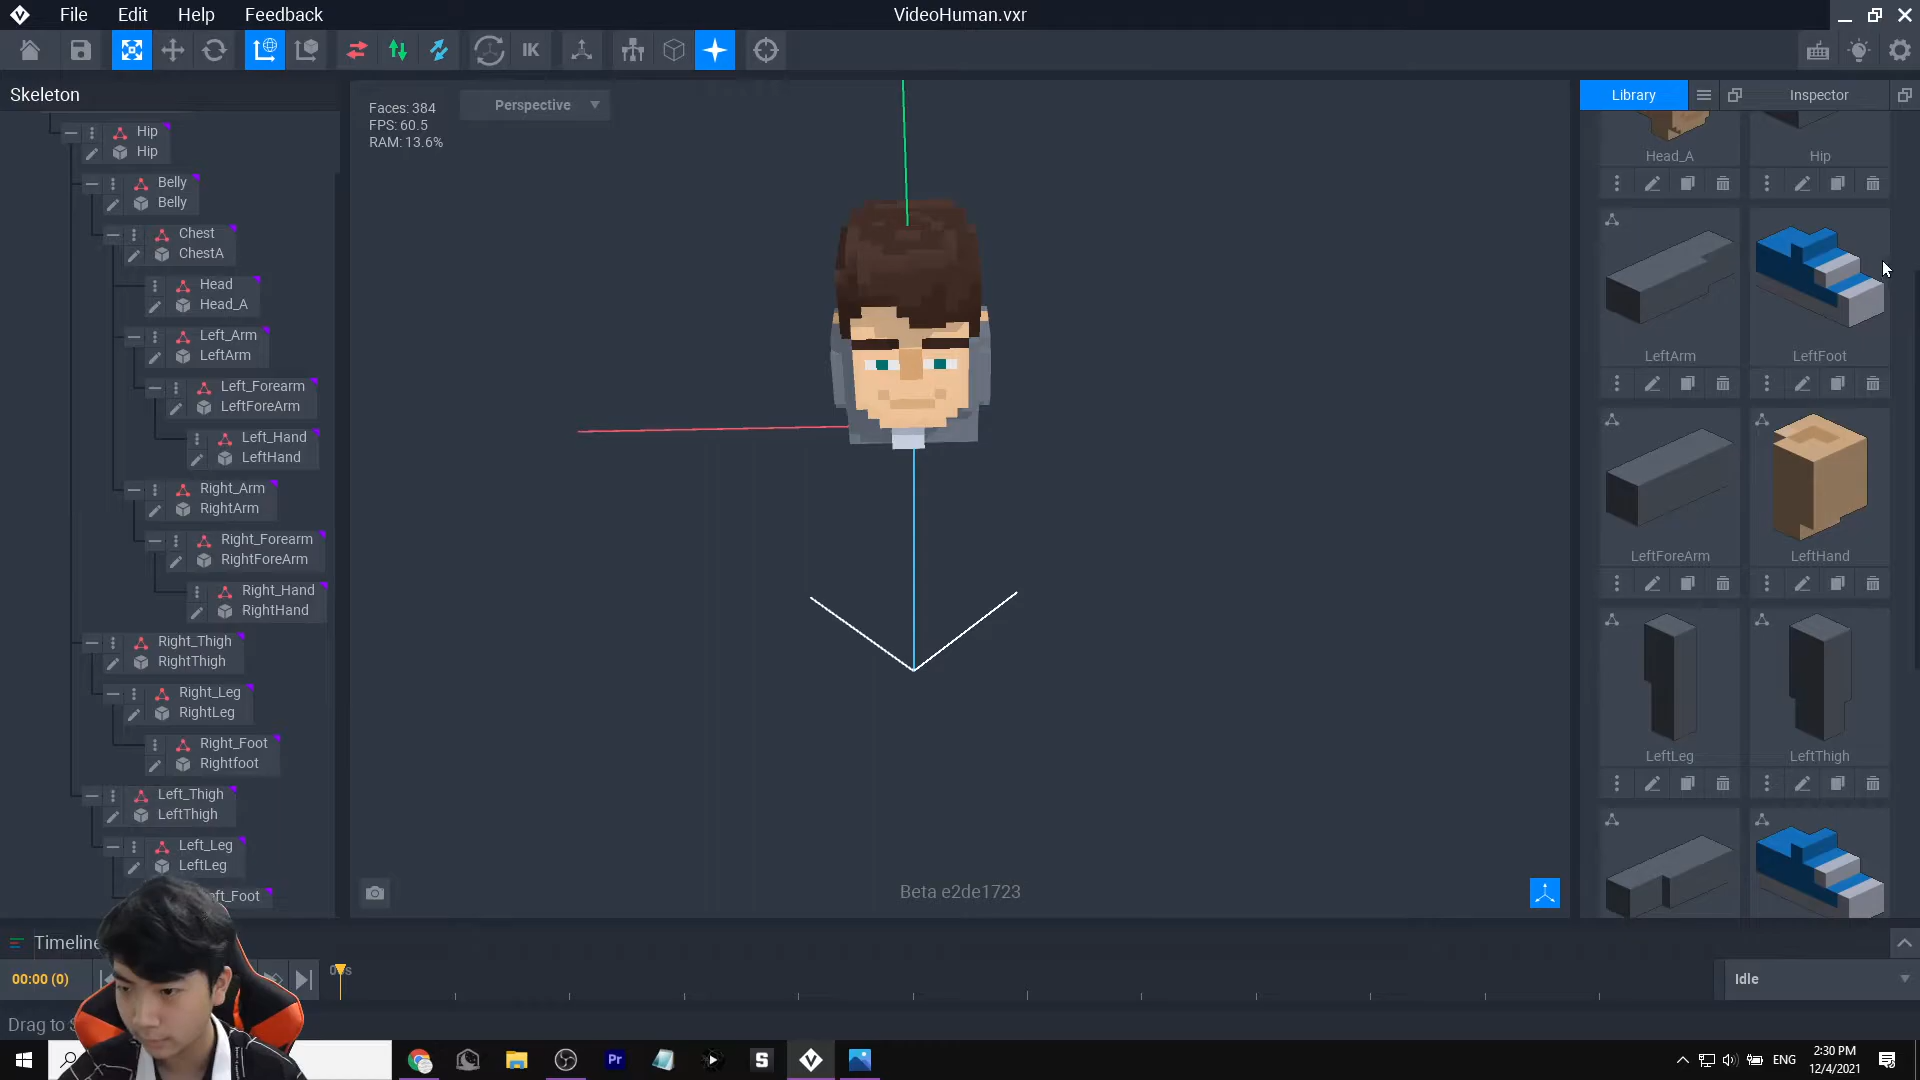 File Edit Help Feedback
VideoHuman.vxr
IK
Skeleton
Hip
Hip
Belly
Belly
Chest
ChestA
Head
Head_A
Left_Arm
LeftArm
Left_Forearm
LeftForeArm
Left_Hand
LeftHand
Right_Arm
RightArm
Right_Forearm
RightForeArm
Right_Hand
RightHand
Right_Thigh
RightThigh
Right_Leg
RightLeg
Right_Foot
Rightfoot
Left_Thigh
LeftThigh
Left_Leg
LeftLeg
eft_Foot
Faces: 384
FPS: 60.5
RAM: 13.6%
Perspective
Beta e2de1723
Library
Inspector
Head_A
Hip
LeftArm
LeftFoot
LeftForeArm
LeftHand
LeftLeg
LeftThigh
Timeline
00:00 (0)
Idle
Drag to
Pr
S
ENG
2:30 PM
12/4/2021